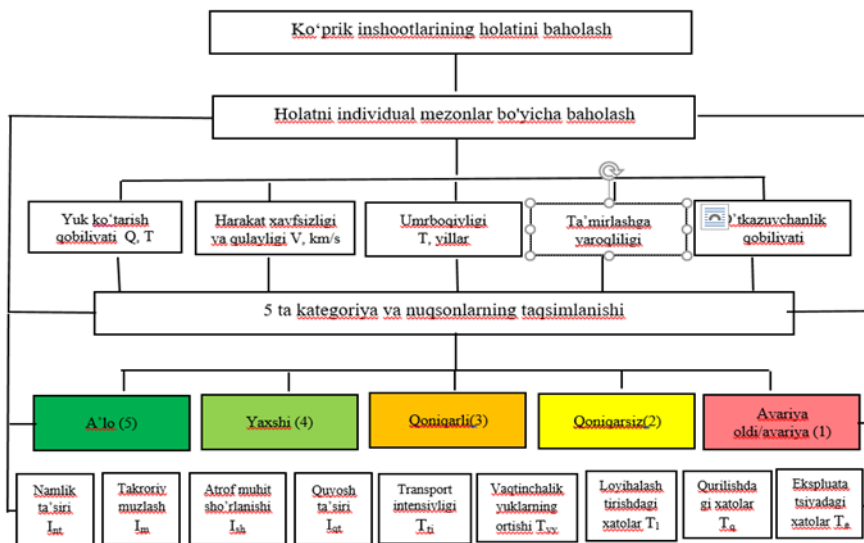 Ko‘prik inshootlarining holatini baholash
Holatni individual mezonlar bo'yicha baholash
Yuk ko‘tarish
qobiliyati Q, T
Harakat xavfsizligi
va qulayligi V, km/s
Umrboqiyligi
T, yillar
Ta’mirlashga
yaroqliligi
O’tkazuvchanlik
qobiliyati
5 ta kategoriya va nuqsonlarning taqsimlanishi
A’lo (5)
Yaxshi (4)
Qoniqarli(3)
Qoniqarsiz(2)
Avariya
oldi/avariya (1)
Namlik
ta’siri
Int
Takroriy
muzlash
Im
Atrof muhit
sho’rlanishi
Ish
Quyosh
ta’siri
Iqt
Transport
intensivligi
Tti
Vaqtinchalik
yuklarning
ortishi Tvy
Loyihalash
tirishdagi
xatolar Tl
Qurilishda
gi xatolar
Tq
Ekspluata
tsiyadagi
xatolar Te